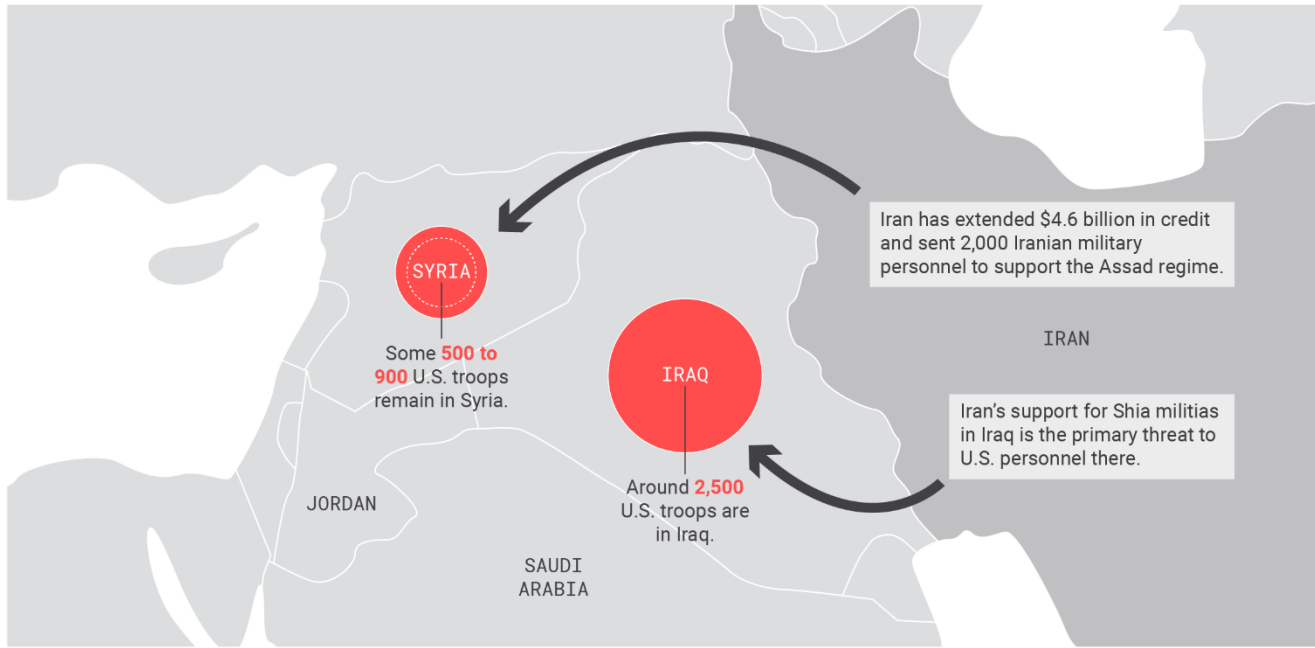 Iran has extended $4.6 billion in credit
and sent 2,000 Iranian military
personnel to support the Assad regime.
SYRIA
Some 500 to
900 U.S. troops
remain in Syria.
IRAN
IRAQ
Around 2,500
U.S. troops are
in Iraq.
Iran’s support for Shia militias
in Iraq is the primary threat to
U.S. personnel there.
JORDAN
SAUDI
ARABIA